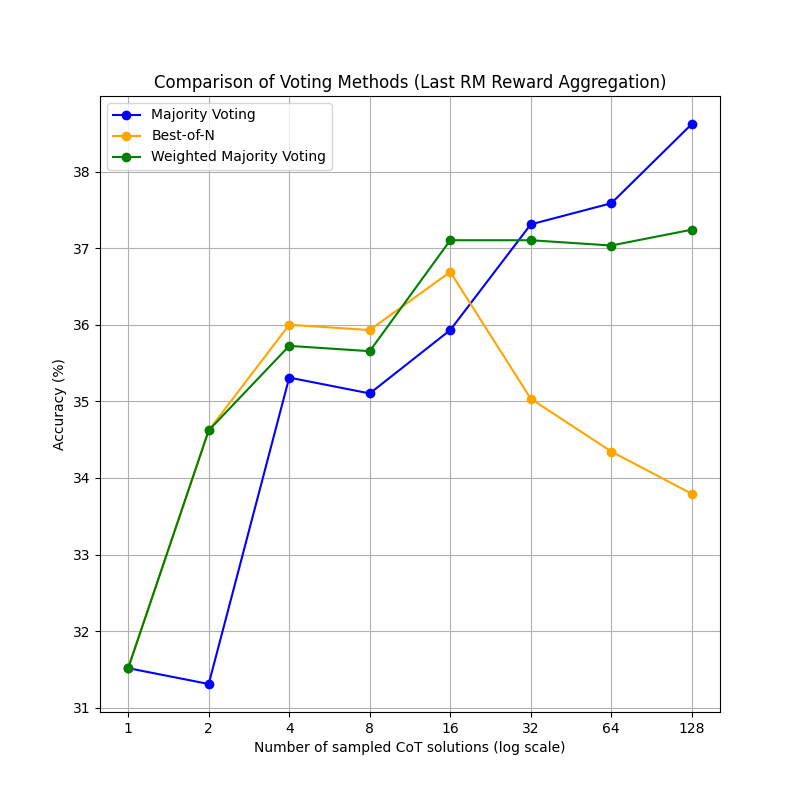 Comparison of Voting Methods (Last RM Reward Aggregation)
Majority Voting
Best-of-N
Weighted Majority Voting
38
37
36
35
34
33
32
31
Accuracy (%)
1 2 4 8 16 32 64 128
Number of sampled CoT solutions (log scale)